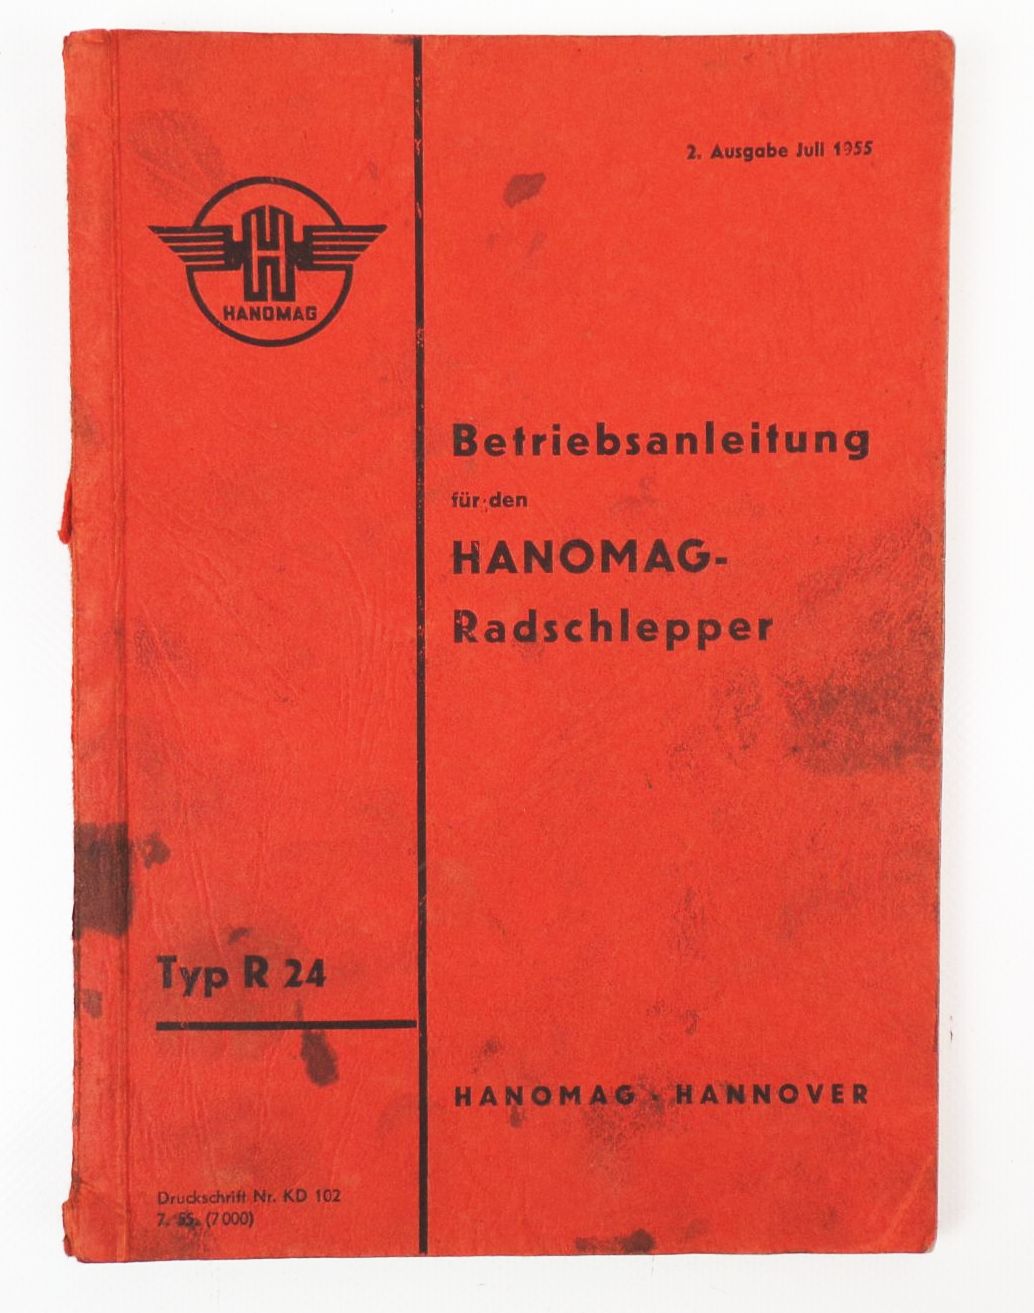 2. Ausgabe Juli 1955
HANOMAG
Betriebsanleitung
für den
HANOMAG-
Radschlepper
Typ R 24
HANOMAG · HANNOVER
Druckschrift Nr. KD 102
7. 55. (7000)